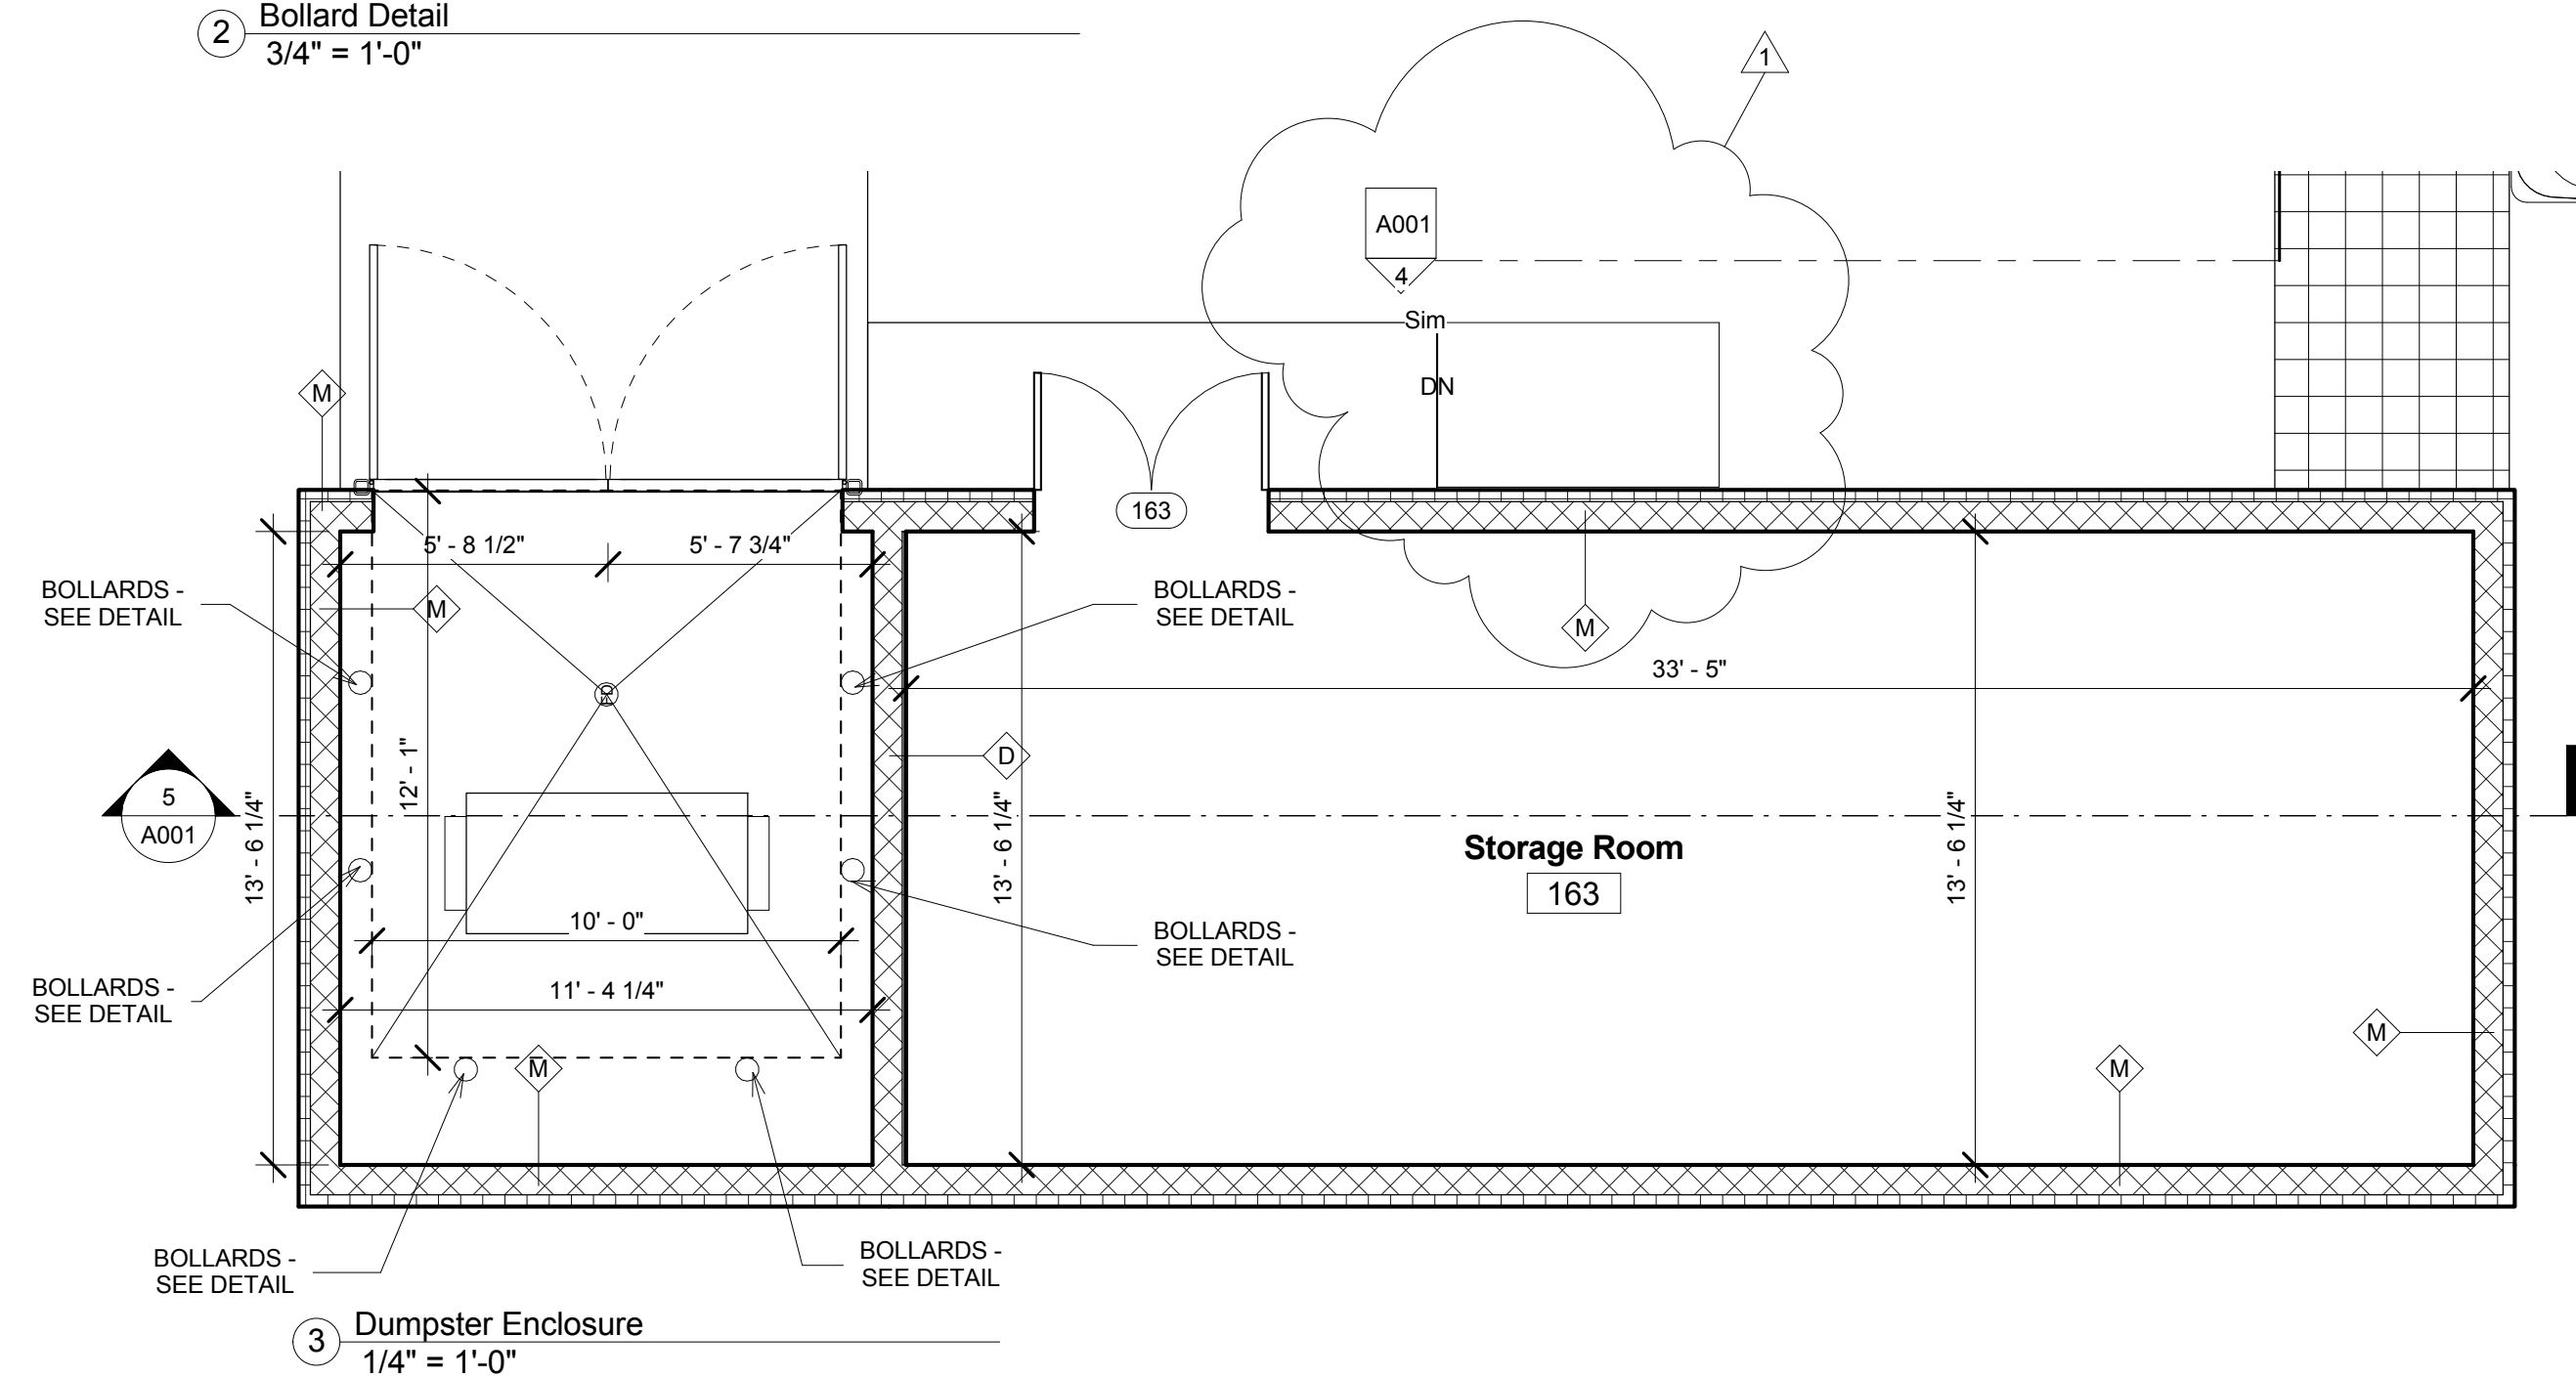 2
Bollard Detail
3/4" = 1'-0"
1
A001
4
Sim
DN
M
163
5' - 8 1/2"
5' - 7 3/4"
BOLLARDS -
SEE DETAIL
M
BOLLARDS -
SEE DETAIL
M
33' - 5"
12' - 1"
D
5
A001
13' - 6 1/4"
13' - 6 1/4"
13' - 6 1/4"
Storage Room
163
10' - 0"
BOLLARDS -
SEE DETAIL
11' - 4 1/4"
BOLLARDS -
SEE DETAIL
M
M
M
BOLLARDS -
SEE DETAIL
BOLLARDS -
SEE DETAIL
3
Dumpster Enclosure
1/4" = 1'-0"